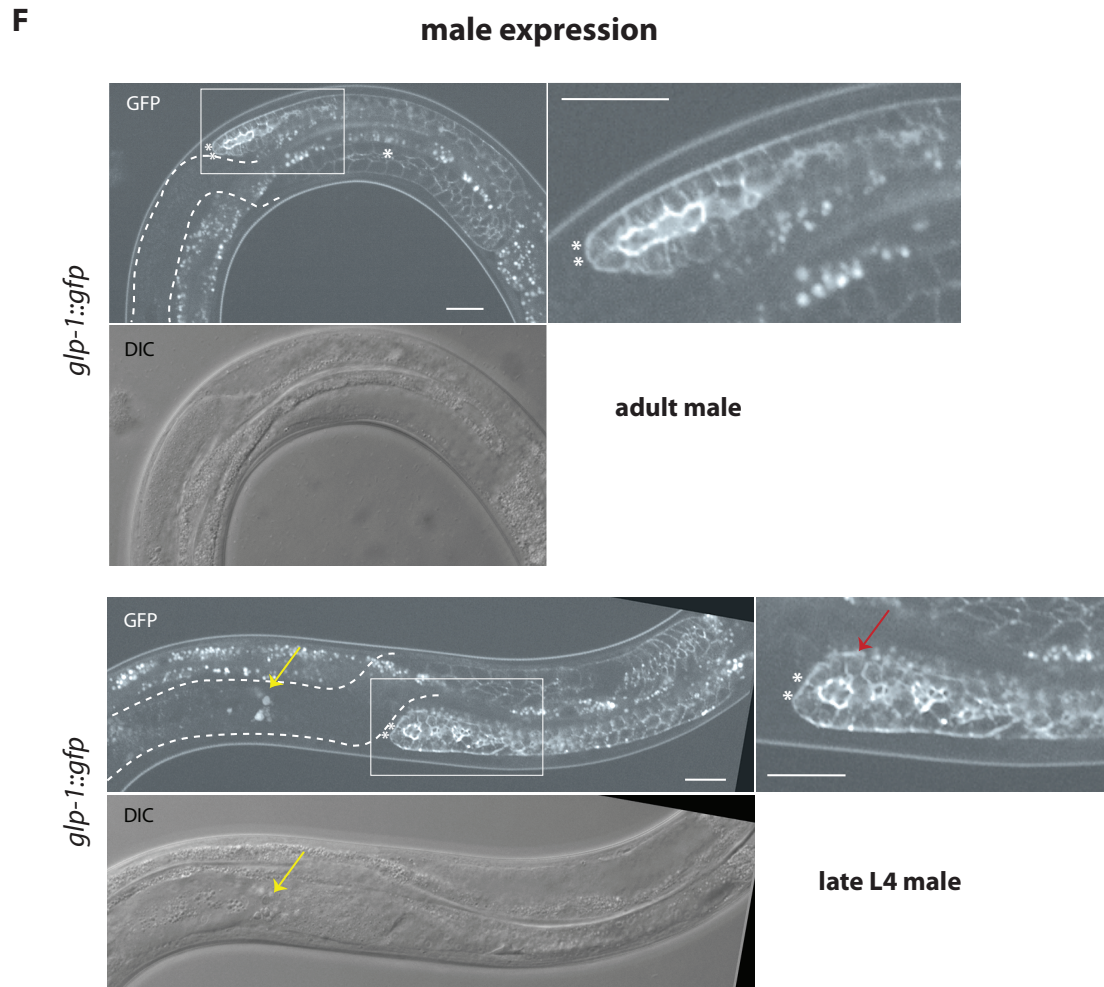 F
male expression
GFP
*
*
*
*
*
glp-1::gfp
DIC
adult male
GFP
*
*
*
*
glp-1::gfp
DIC
late L4 male